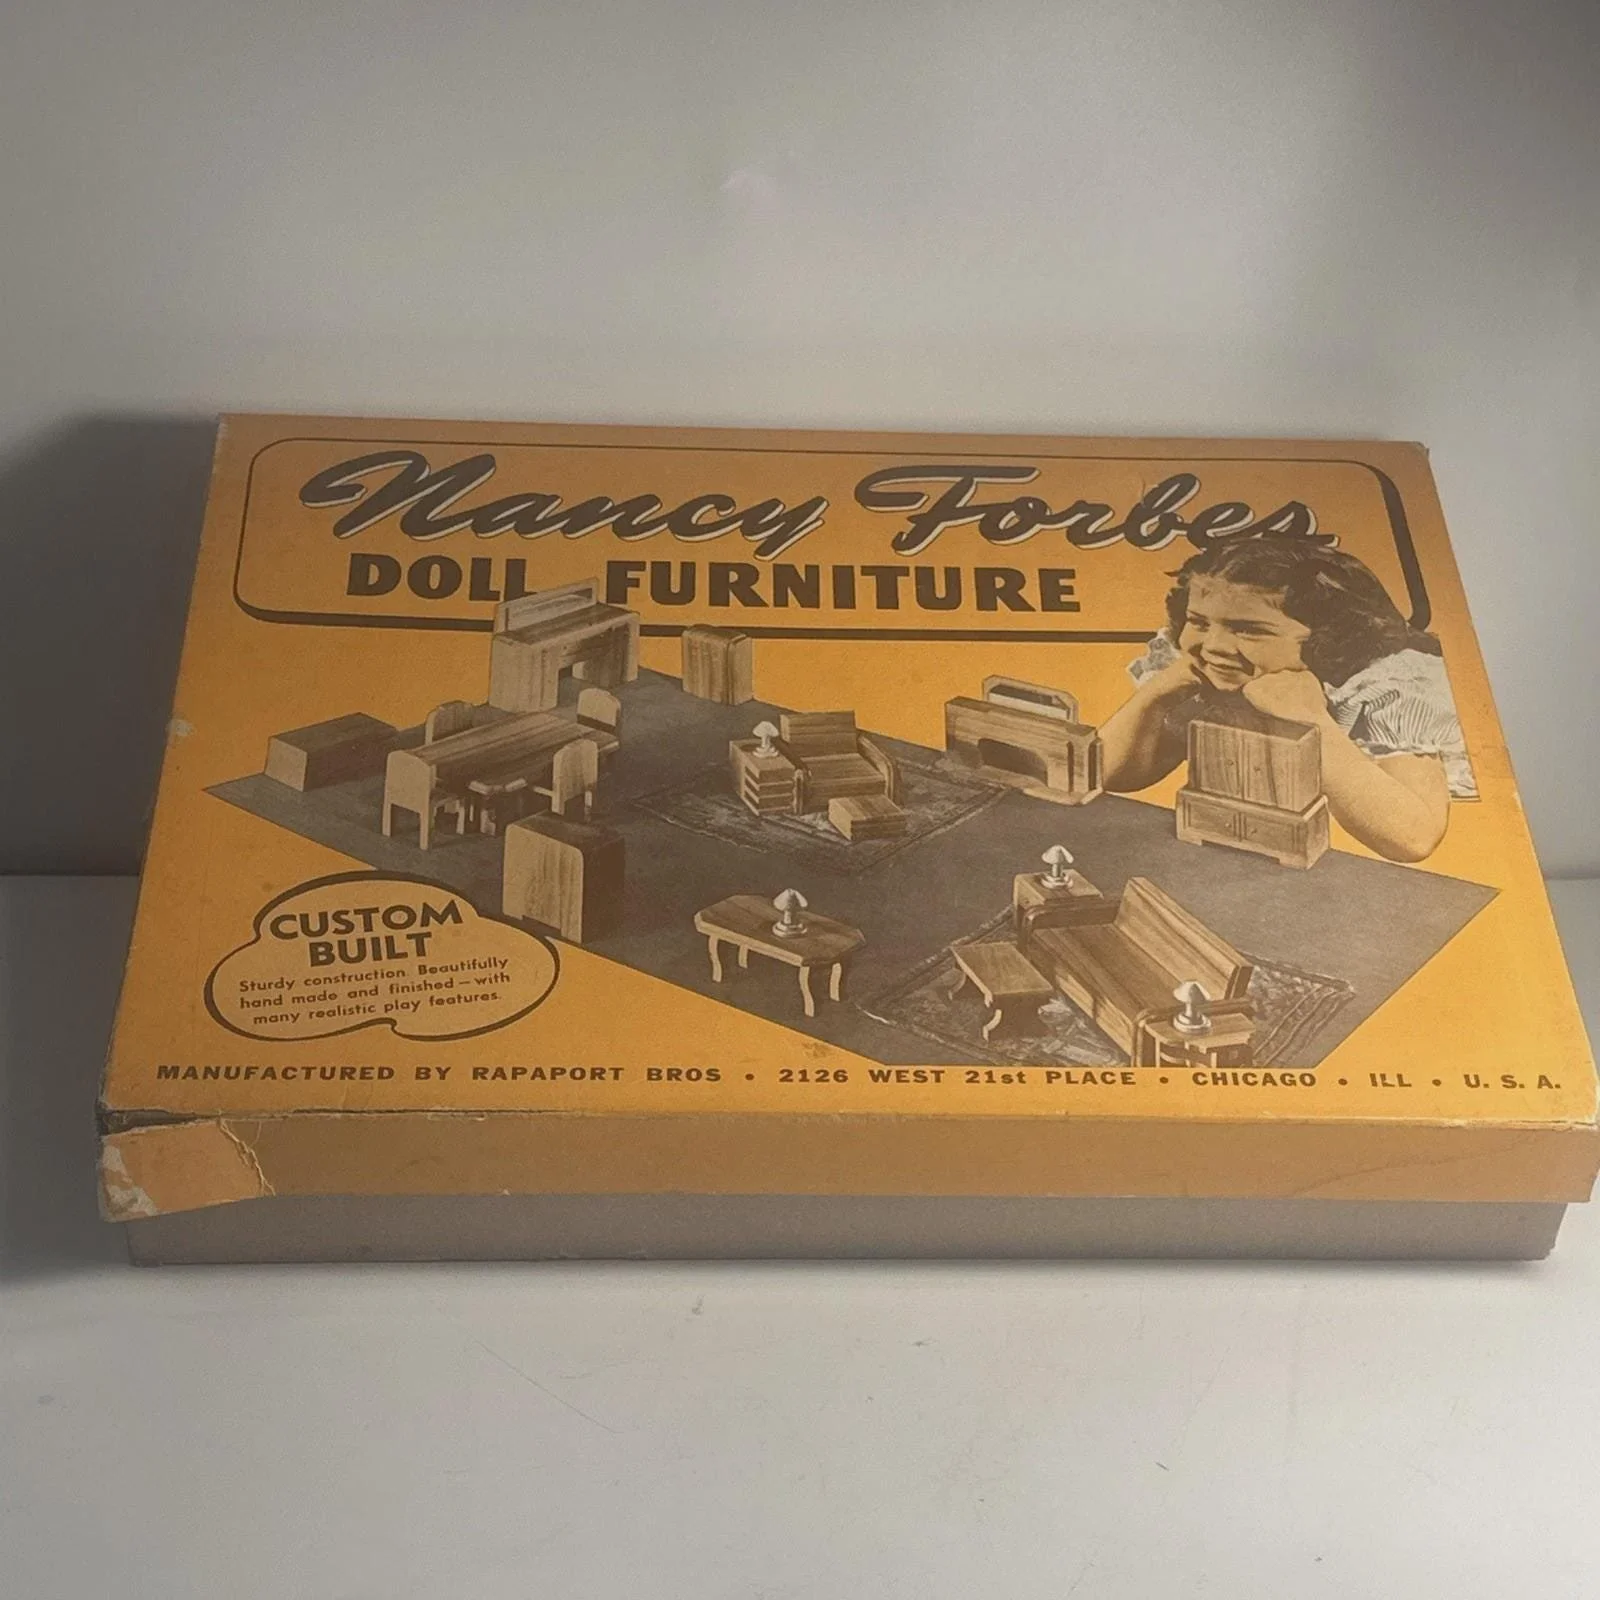 Nancy Forbes
DOLL FURNITURE
CUSTOM
BUILT
Sturdy construction. Beautifully
hand made and finished – with
many realistic play features.
MANUFACTURED BY RAPAPORT BROS • 2126 WEST 21st PLACE • CHICAGO • ILL • U. S. A.